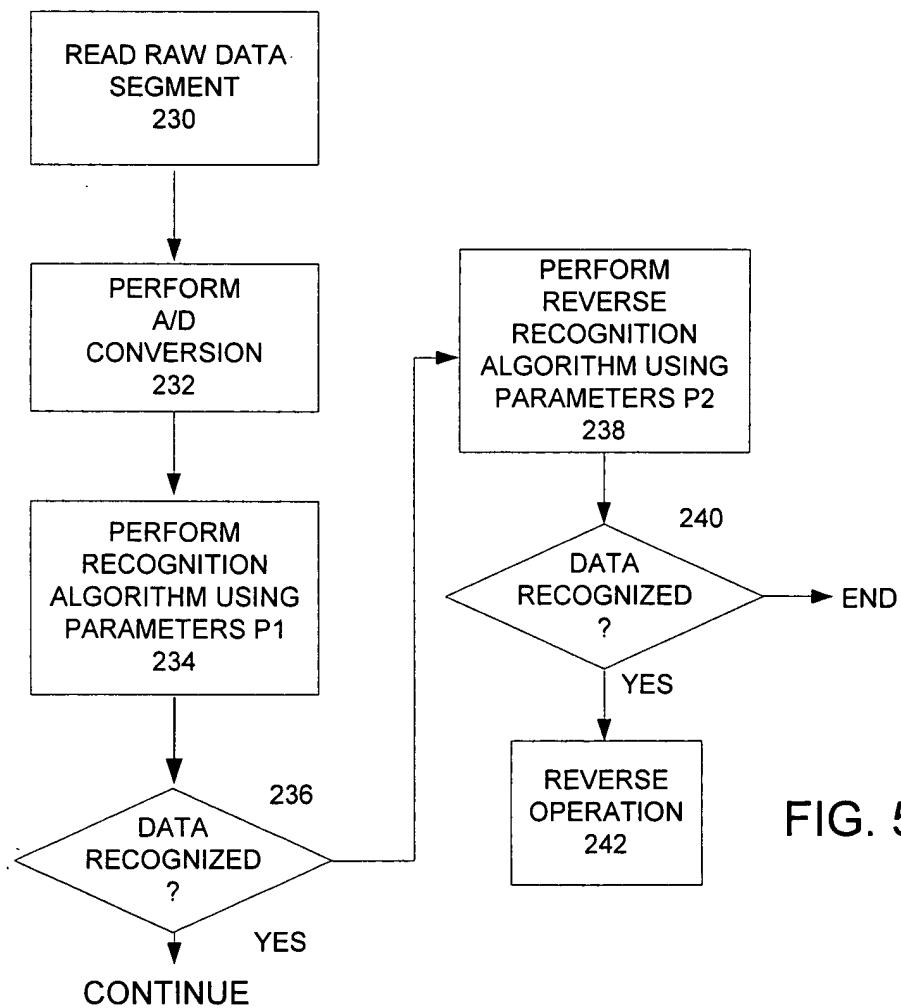 READ RAW DATA
SEGMENT
230
PERFORM
A/D
CONVERSION
232
PERFORM
RECOGNITION
ALGORITHM USING
PARAMETERS P1
234
236
DATA
RECOGNIZED
?
YES
CONTINUE
PERFORM
REVERSE
RECOGNITION
ALGORITHM USING
PARAMETERS P2
238
240
DATA
RECOGNIZED
?
END
YES
REVERSE
OPERATION
242
FIG. 5